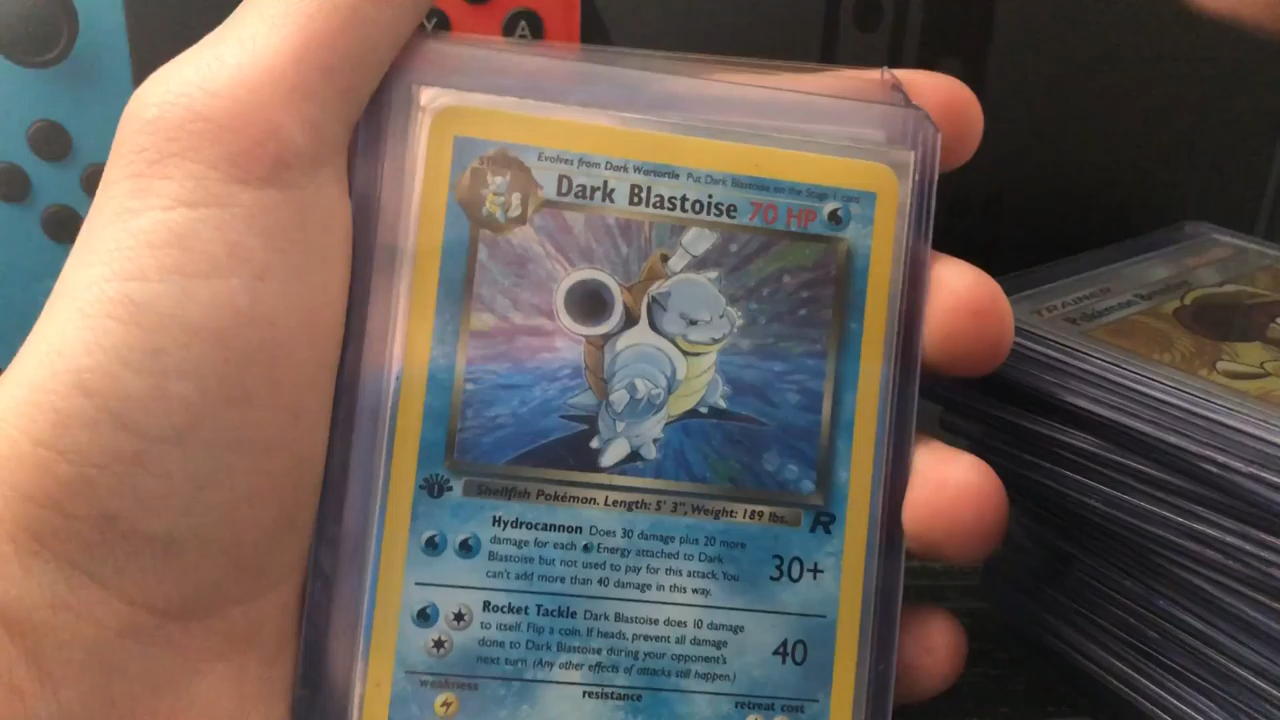 Y
A
STAGE
Evolves from Dark Wartortle Put Dark Blastoise on the Stage 1 card
Dark Blastoise 70 HP
TRAINER
Pokémon Breeder
EDITION
1
Shellfish Pokémon. Length: 5' 3", Weight: 189 lbs.
R
Hydrocannon Does 30 damage plus 20 more
damage for each Energy attached to Dark
Blastoise but not used to pay for this attack. You
can't add more than 40 damage in this way.
30+
Rocket Tackle Dark Blastoise does 10 damage
to itself. Flip a coin. If heads, prevent all damage
done to Dark Blastoise during your opponent's
next turn (Any other effects of attacks still happen.)
40
weakness
resistance
retreat cost